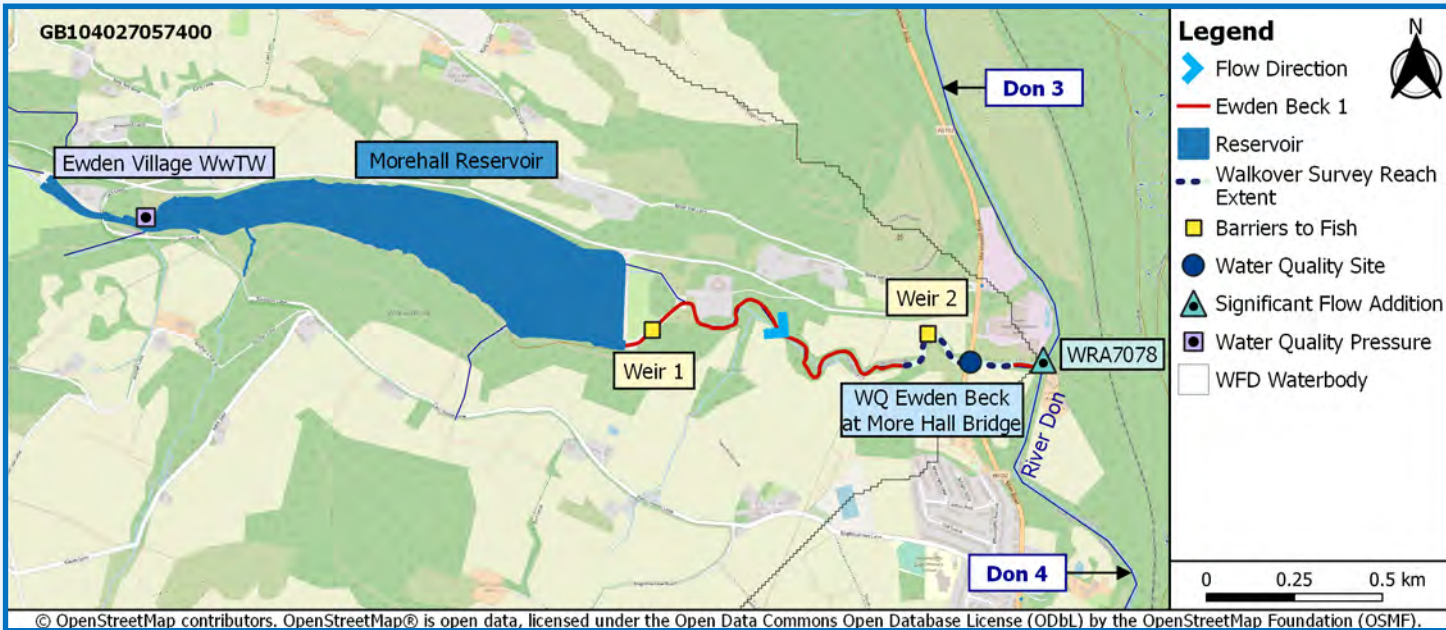 GB104027057400
Ewden Village WwTW
Morehall Reservoir
Don 3
Weir 2
Weir 1
WRA7078
WQ Ewden Beck
at More Hall Bridge
River Don
Don 4
Legend
N
Flow Direction
Ewden Beck 1
Reservoir
Walkover Survey Reach
Extent
Barriers to Fish
Water Quality Site
Significant Flow Addition
Water Quality Pressure
WFD Waterbody
0 0.25 0.5 km
© OpenStreetMap contributors. OpenStreetMap® is open data, licensed under the Open Data Commons Open Database License (ODbL) by the OpenStreetMap Foundation (OSMF).